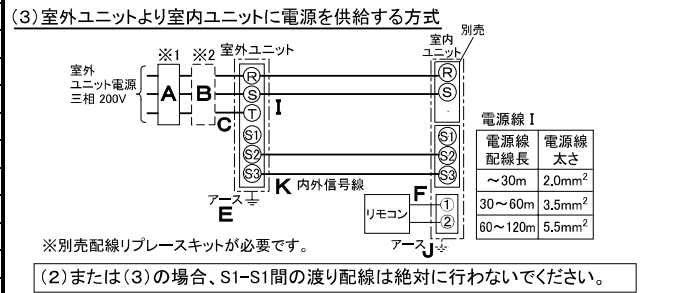 (3)室外ユニットより室内ユニットに電源を供給する方式
別売
※1 ※2 室外ユニット
室内
ユニット
室外
ユニット電源
三相 200V
A B C
R
S
T
S1
S2
S3
I
R
S
S1
S2
S3
K 内外信号線
アース
E
F
リモコン
①
②
アース J
電源線 I
電源線
配線長
電源線
太さ
～30m 2.0mm²
30～60m 3.5mm²
60～120m 5.5mm²
※別売配線リプレースキットが必要です。
(2)または(3)の場合、S1-S1間の渡り配線は絶対に行わないでください。